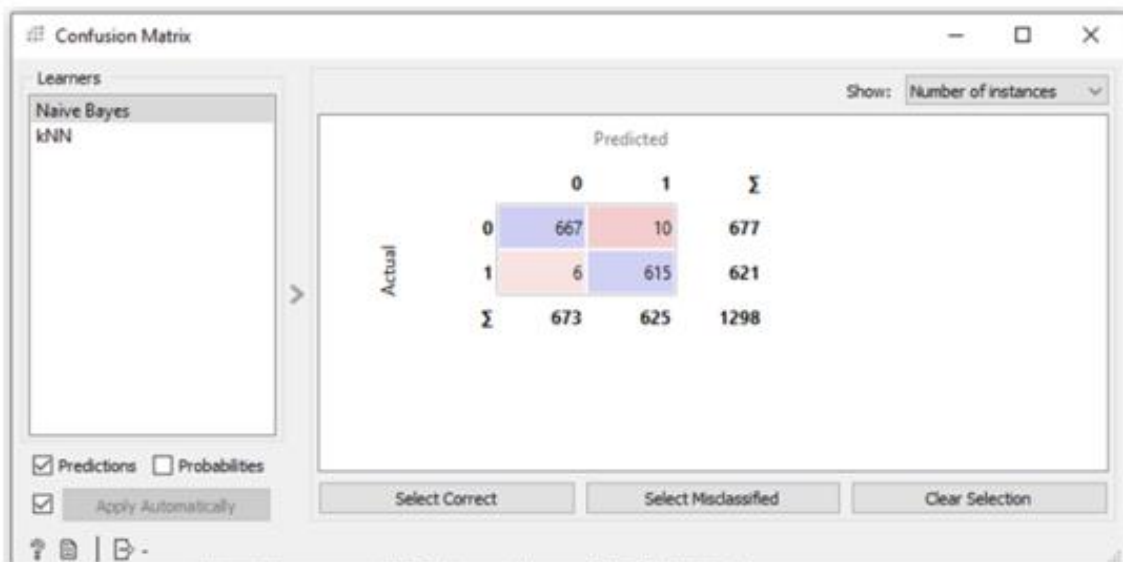 Confusion Matrix
Learners
Naive Bayes
kNN
Show: Number of instances
Predicted
0 1 Σ
0 667 10 677
Actual
1 6 615 621
Σ 673 625 1298
Predictions Probabilities
Apply Automatically
Select Correct Select Misclassified Clear Selection